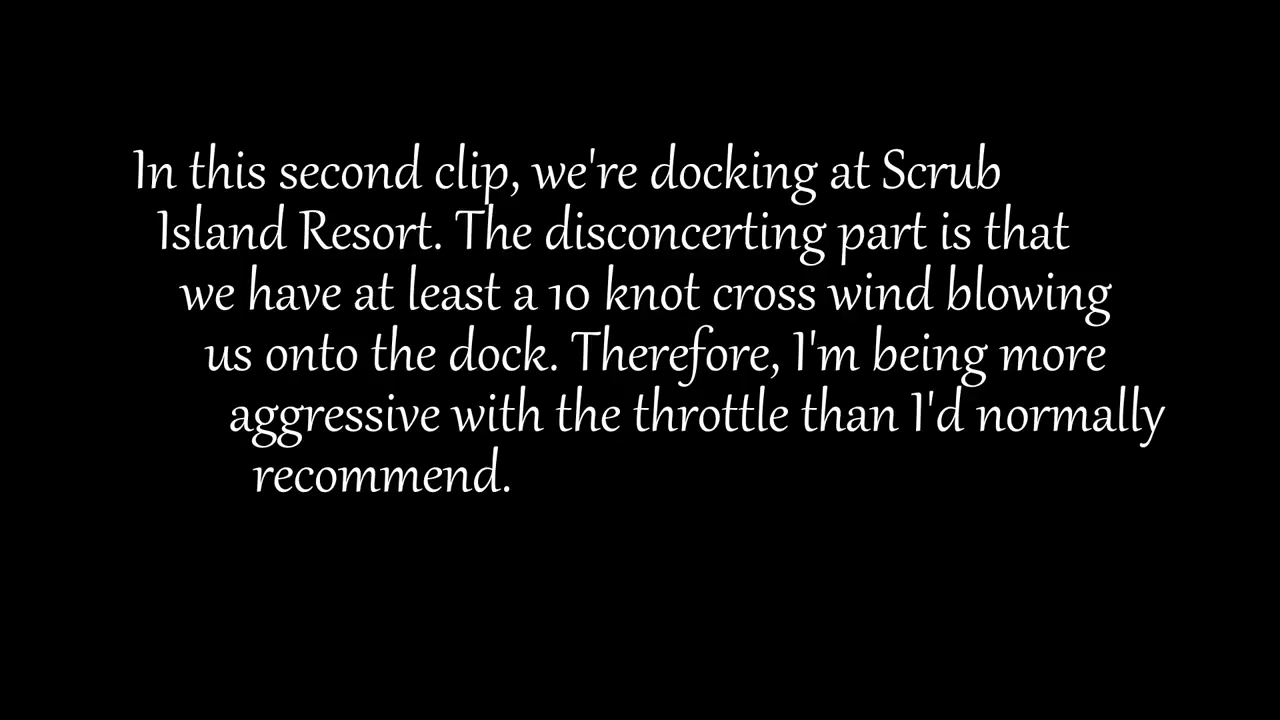 In this second clip, we're docking at Scrub
Island Resort. The disconcerting part is that
we have at least a 10 knot cross wind blowing
us onto the dock. Therefore, I'm being more
aggressive with the throttle than I'd normally
recommend.